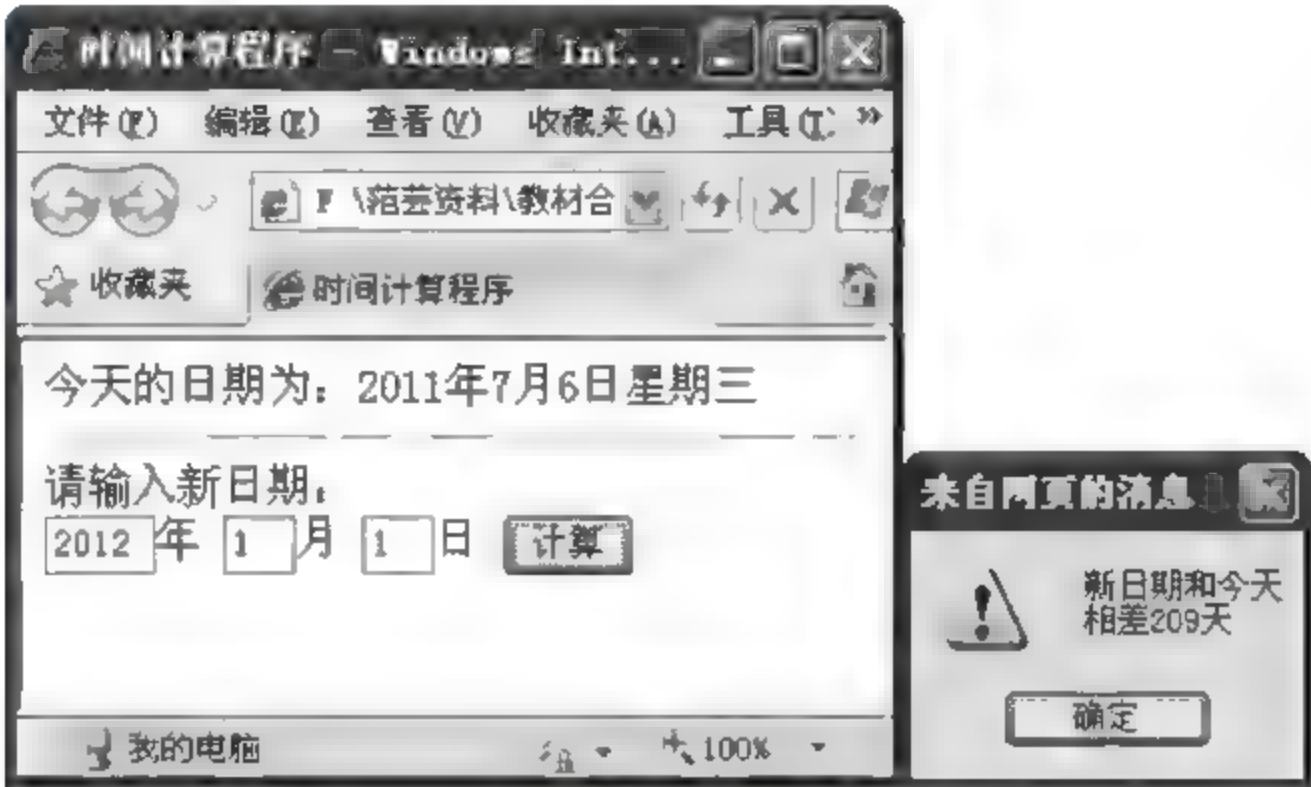 时间计算程序 - Windows Int...
文件(F) 编辑(E) 查看(V) 收藏夹(A) 工具(T) »
F \范芸资料\教材合
收藏夹 时间计算程序
今天的日期为：2011年7月6日星期三
请输入新日期：
2012 年 1 月 1 日 计算
我的电脑 100%
来自网页的消息
新日期和今天
相差209天
确定